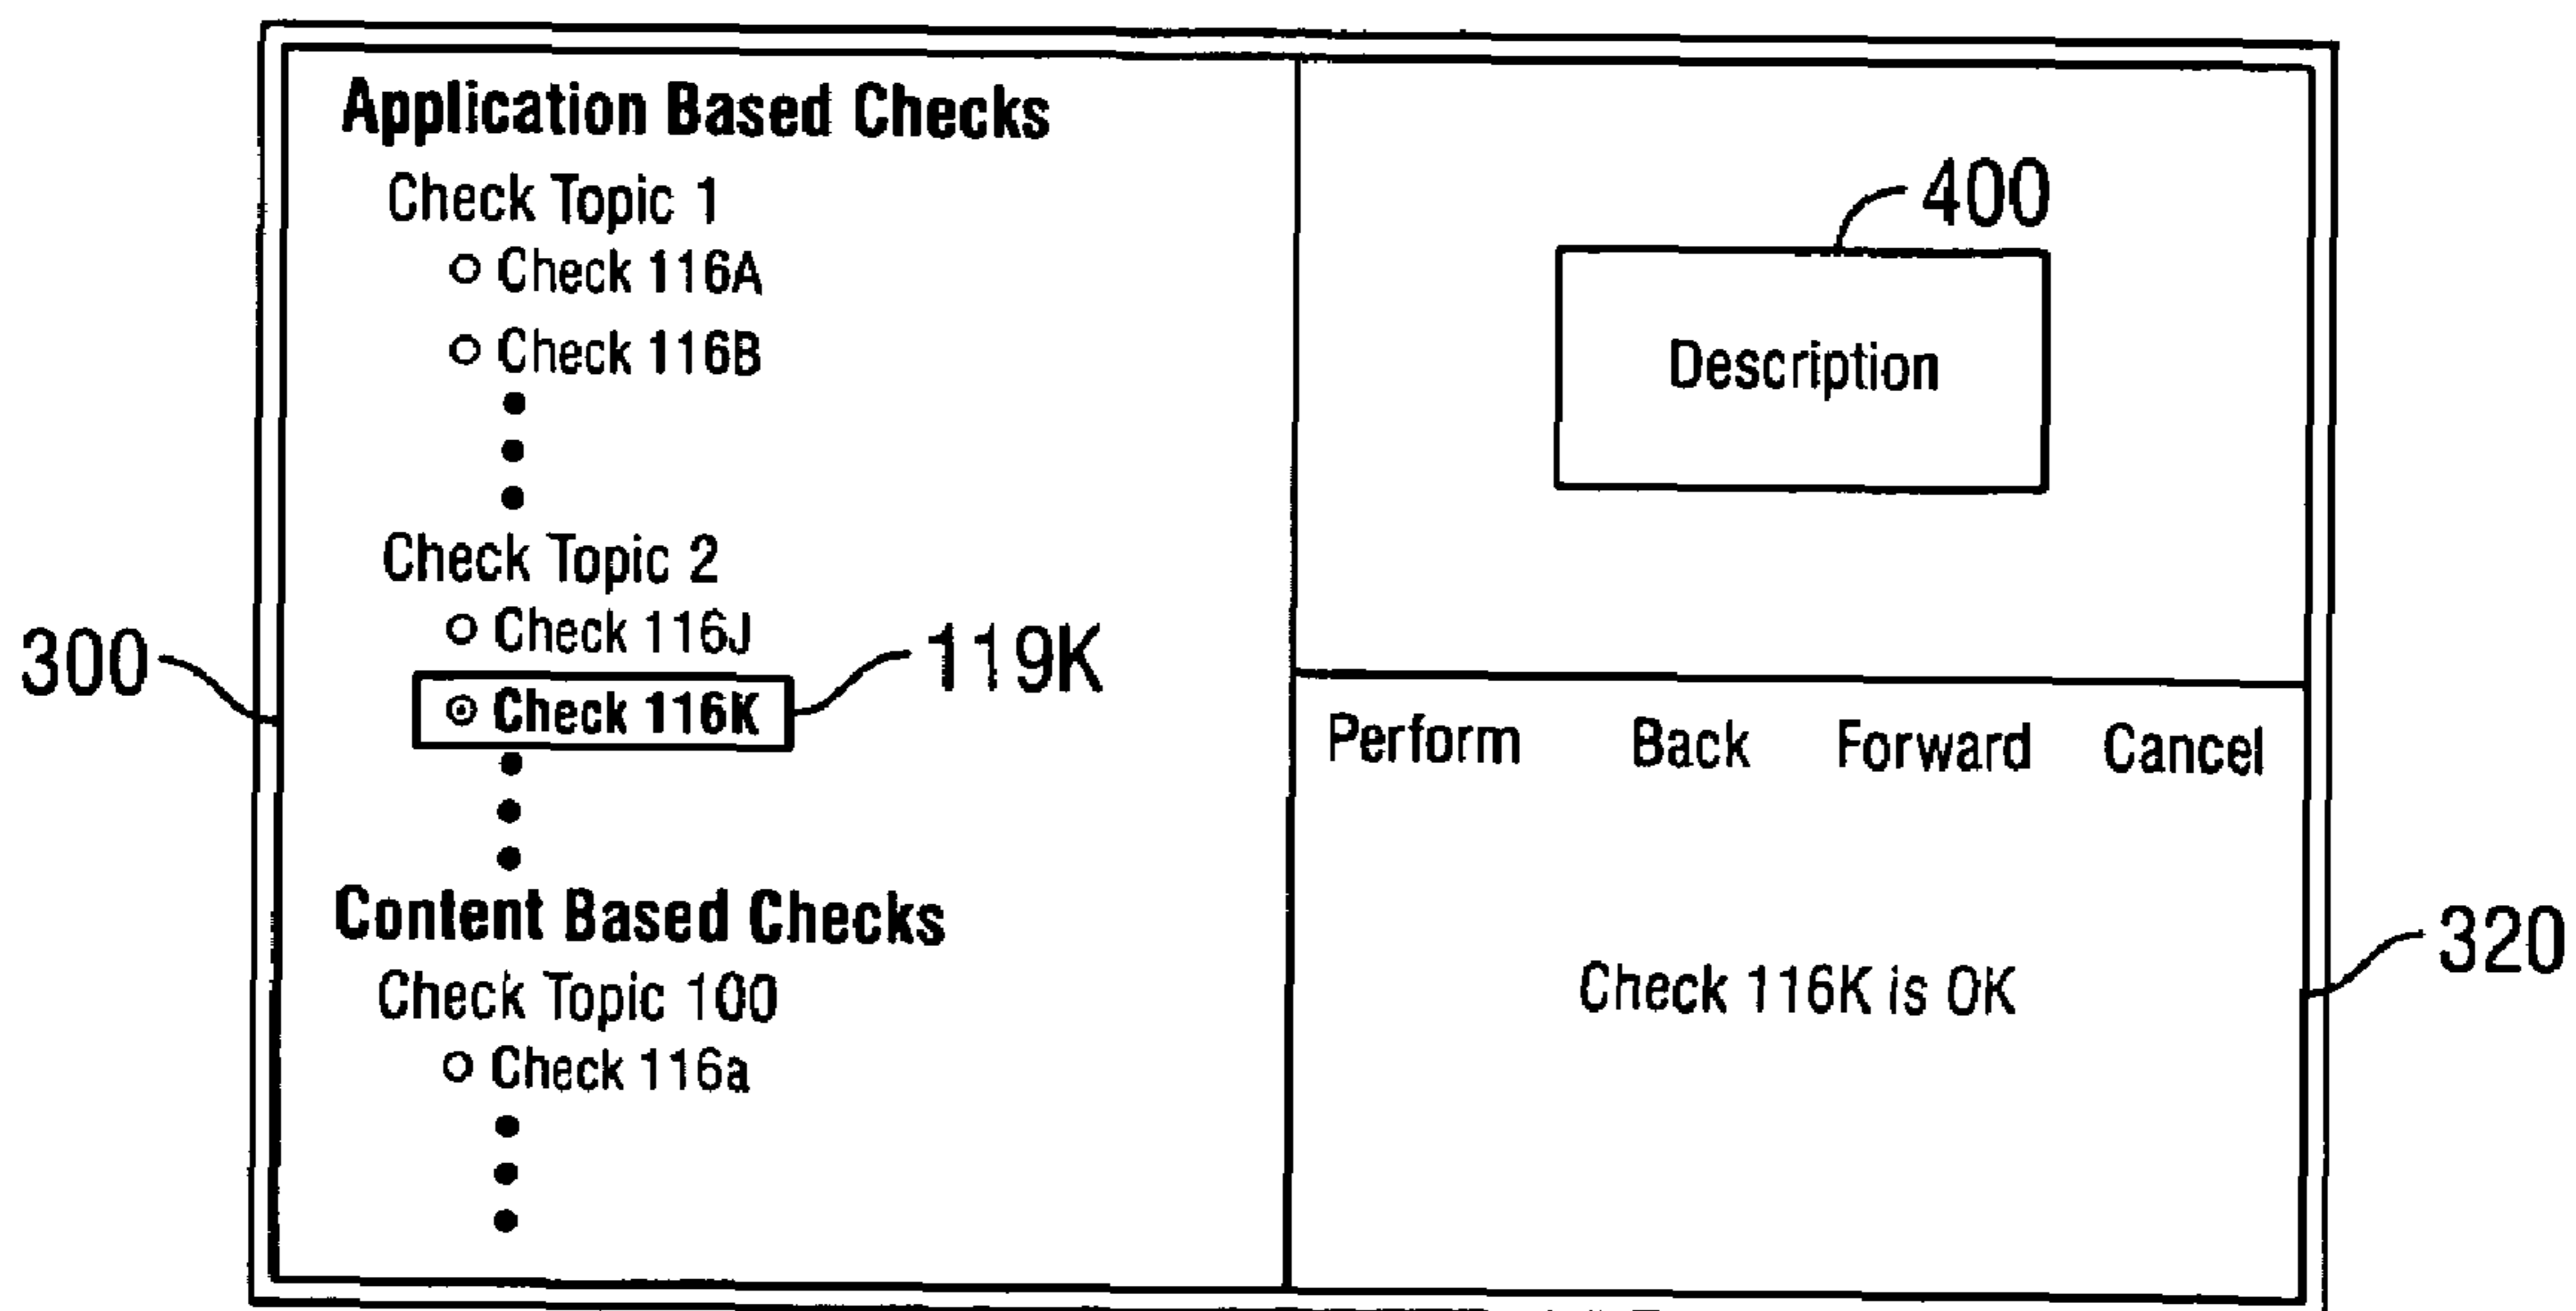 Application Based Checks
Check Topic 1
Check 116A
Check 116B
Check Topic 2
Check 116J
Check 116K
Content Based Checks
Check Topic 100
Check 116a
300
119K
400
Description
Perform Back Forward Cancel
Check 116K is OK
320